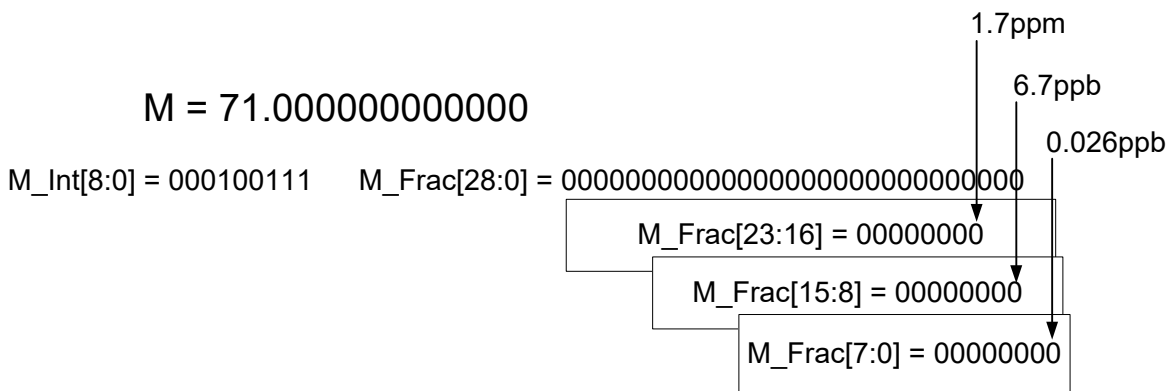 1.7ppm
6.7ppb
M = 71.000000000000
0.026ppb
M_Int[8:0] = 000100111 M_Frac[28:0] = 00000000000000000000000000000
M_Frac[23:16] = 00000000
M_Frac[15:8] = 00000000
M_Frac[7:0] = 00000000